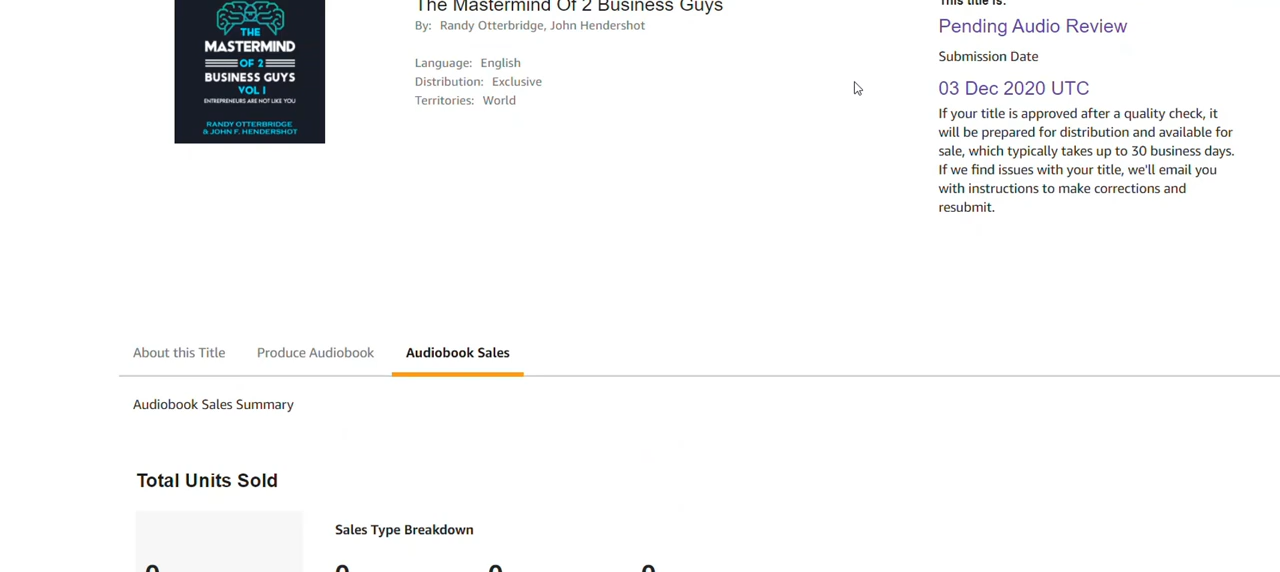 The Mastermind Of 2 Business Guys
By: Randy Otterbridge, John Hendershot
Language: English
Distribution: Exclusive
Territories: World
THE
MASTERMIND
OF 2
BUSINESS GUYS
VOL I
ENTREPRENEURS ARE NOT LIKE YOU
RANDY OTTERBRIDGE
& JOHN F. HENDERSHOT
This title is:
Pending Audio Review
Submission Date
03 Dec 2020 UTC
If your title is approved after a quality check, it
will be prepared for distribution and available for
sale, which typically takes up to 30 business days.
If we find issues with your title, we'll email you
with instructions to make corrections and
resubmit.
About this Title
Produce Audiobook
Audiobook Sales
Audiobook Sales Summary
Total Units Sold
Sales Type Breakdown
0 0 0 0